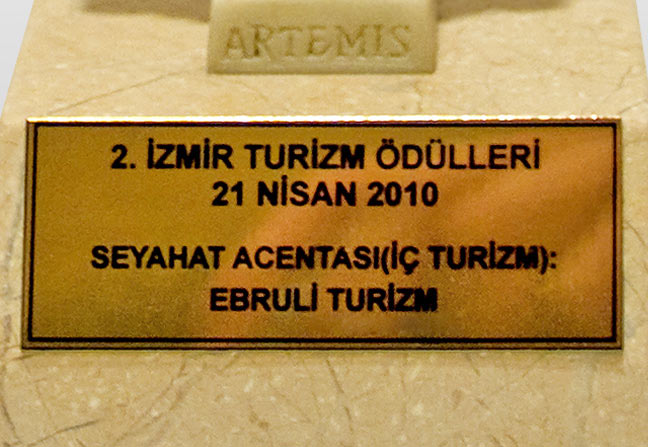 ARTEMIS
2. İZMİR TURİZM ÖDÜLLERİ
21 NİSAN 2010
SEYAHAT ACENTASI(İÇ TURİZM):
EBRULİ TURİZM